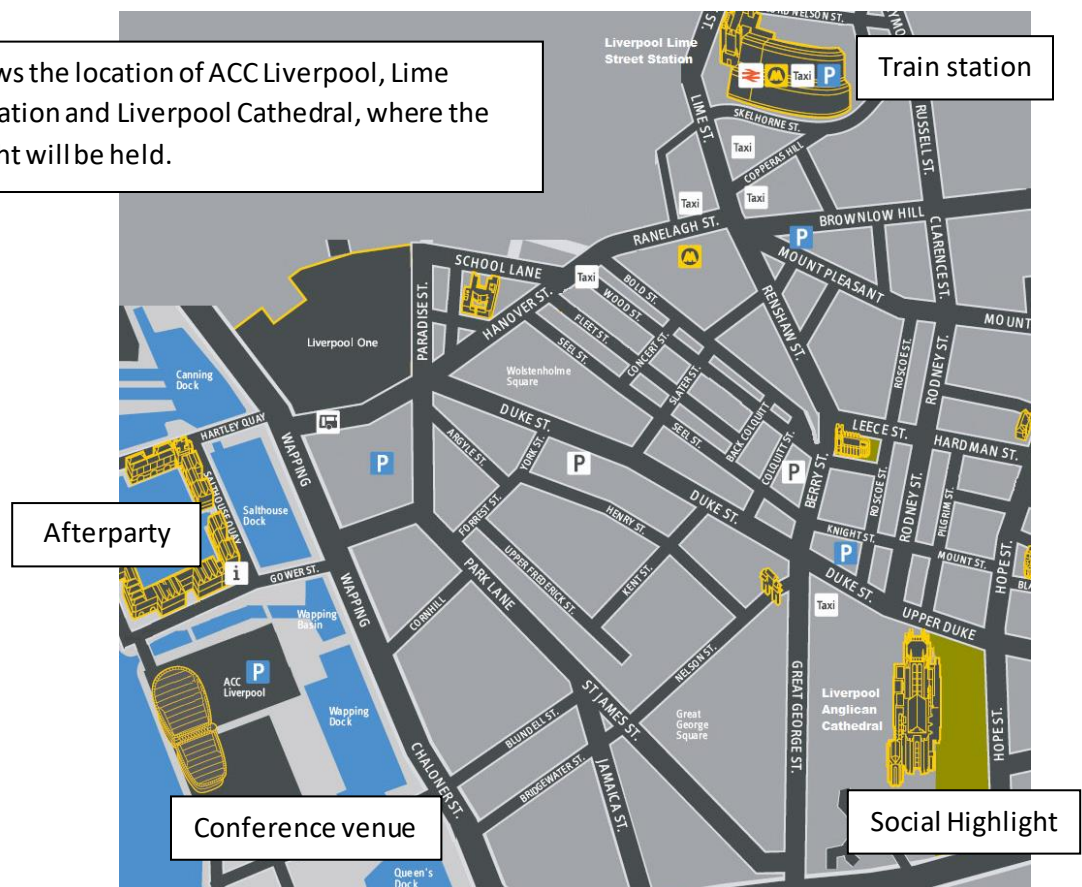 ws the location of ACC Liverpool, Lime
ation and Liverpool Cathedral, where the
nt will be held.
Liverpool Lime
Street Station
Train station
LIME ST.
SKELHORNE ST.
COPPERAS HILL
RUSSELL ST.
Taxi
P
Taxi
Taxi
Taxi
RANELAGH ST.
BROWNLOW HILL
CLARENCE ST.
P
MOUNT PLEASANT
MOUNT
SCHOOL LANE
Taxi
PARADISE ST.
HANOVER ST.
BOLD ST.
WOOD ST.
FLEET ST.
SEEL ST.
CONCERT ST.
SLATER ST.
RENSHAW ST.
Liverpool One
Wolstenholme
Square
Canning
Dock
HARTLEY QUAY
WAPPING
SALTHOUSE QUAY
Salthouse
Dock
P
DUKE ST.
ARGYLE ST.
YORK ST.
P
SEEL ST.
BACK COLQUITT
COLQUITT ST.
P
BERRY ST.
LEECE ST.
ROSCOE ST.
RODNEY ST.
HARDMAN ST.
ROSCOE ST.
RODNEY ST.
PILGRIM ST.
KNIGHT ST.
MOUNT ST.
HOPE ST.
P
DUKE ST.
DUKE ST.
UPPER DUKE
Afterparty
i
GOWER ST.
WAPPING
FORREST ST.
HENRY ST.
KENT ST.
UPPER FREDERICK ST.
PARK LANE
CORNHILL
Taxi
Wapping
Basin
ACC
Liverpool
P
Wapping
Dock
NELSON ST.
GREAT GEORGE ST.
Great
George
Square
ST JAMES ST.
BLUNDELL ST.
BRIDGEWATER ST.
JAMAICA ST.
CHALONER ST.
Liverpool
Anglican
Cathedral
HOPE ST.
Conference venue
Social Highlight
Queen's
Dock